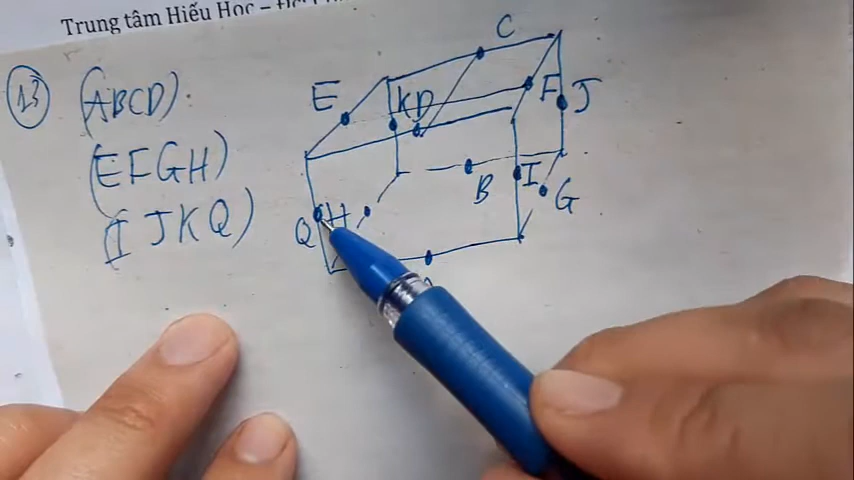 Trung tâm Hiếu Học –
13
(ABCD)
(EFGH)
(IJKQ)
C
E
K D
F J
B
I
G
H
Q